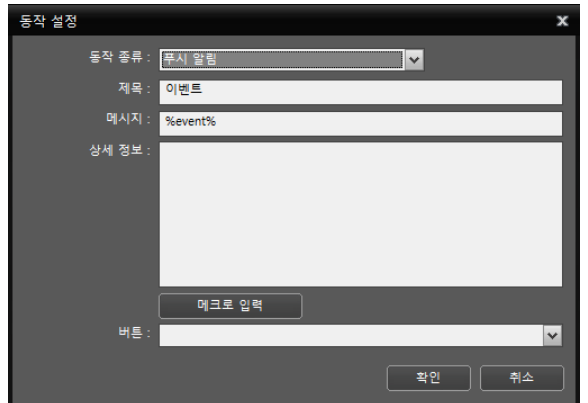 동작 설정
동작 종류 : 푸시 알림
제목 : 이벤트
메시지 : %event%
상세 정보 :
메크로 입력
버튼 :
확인 취소